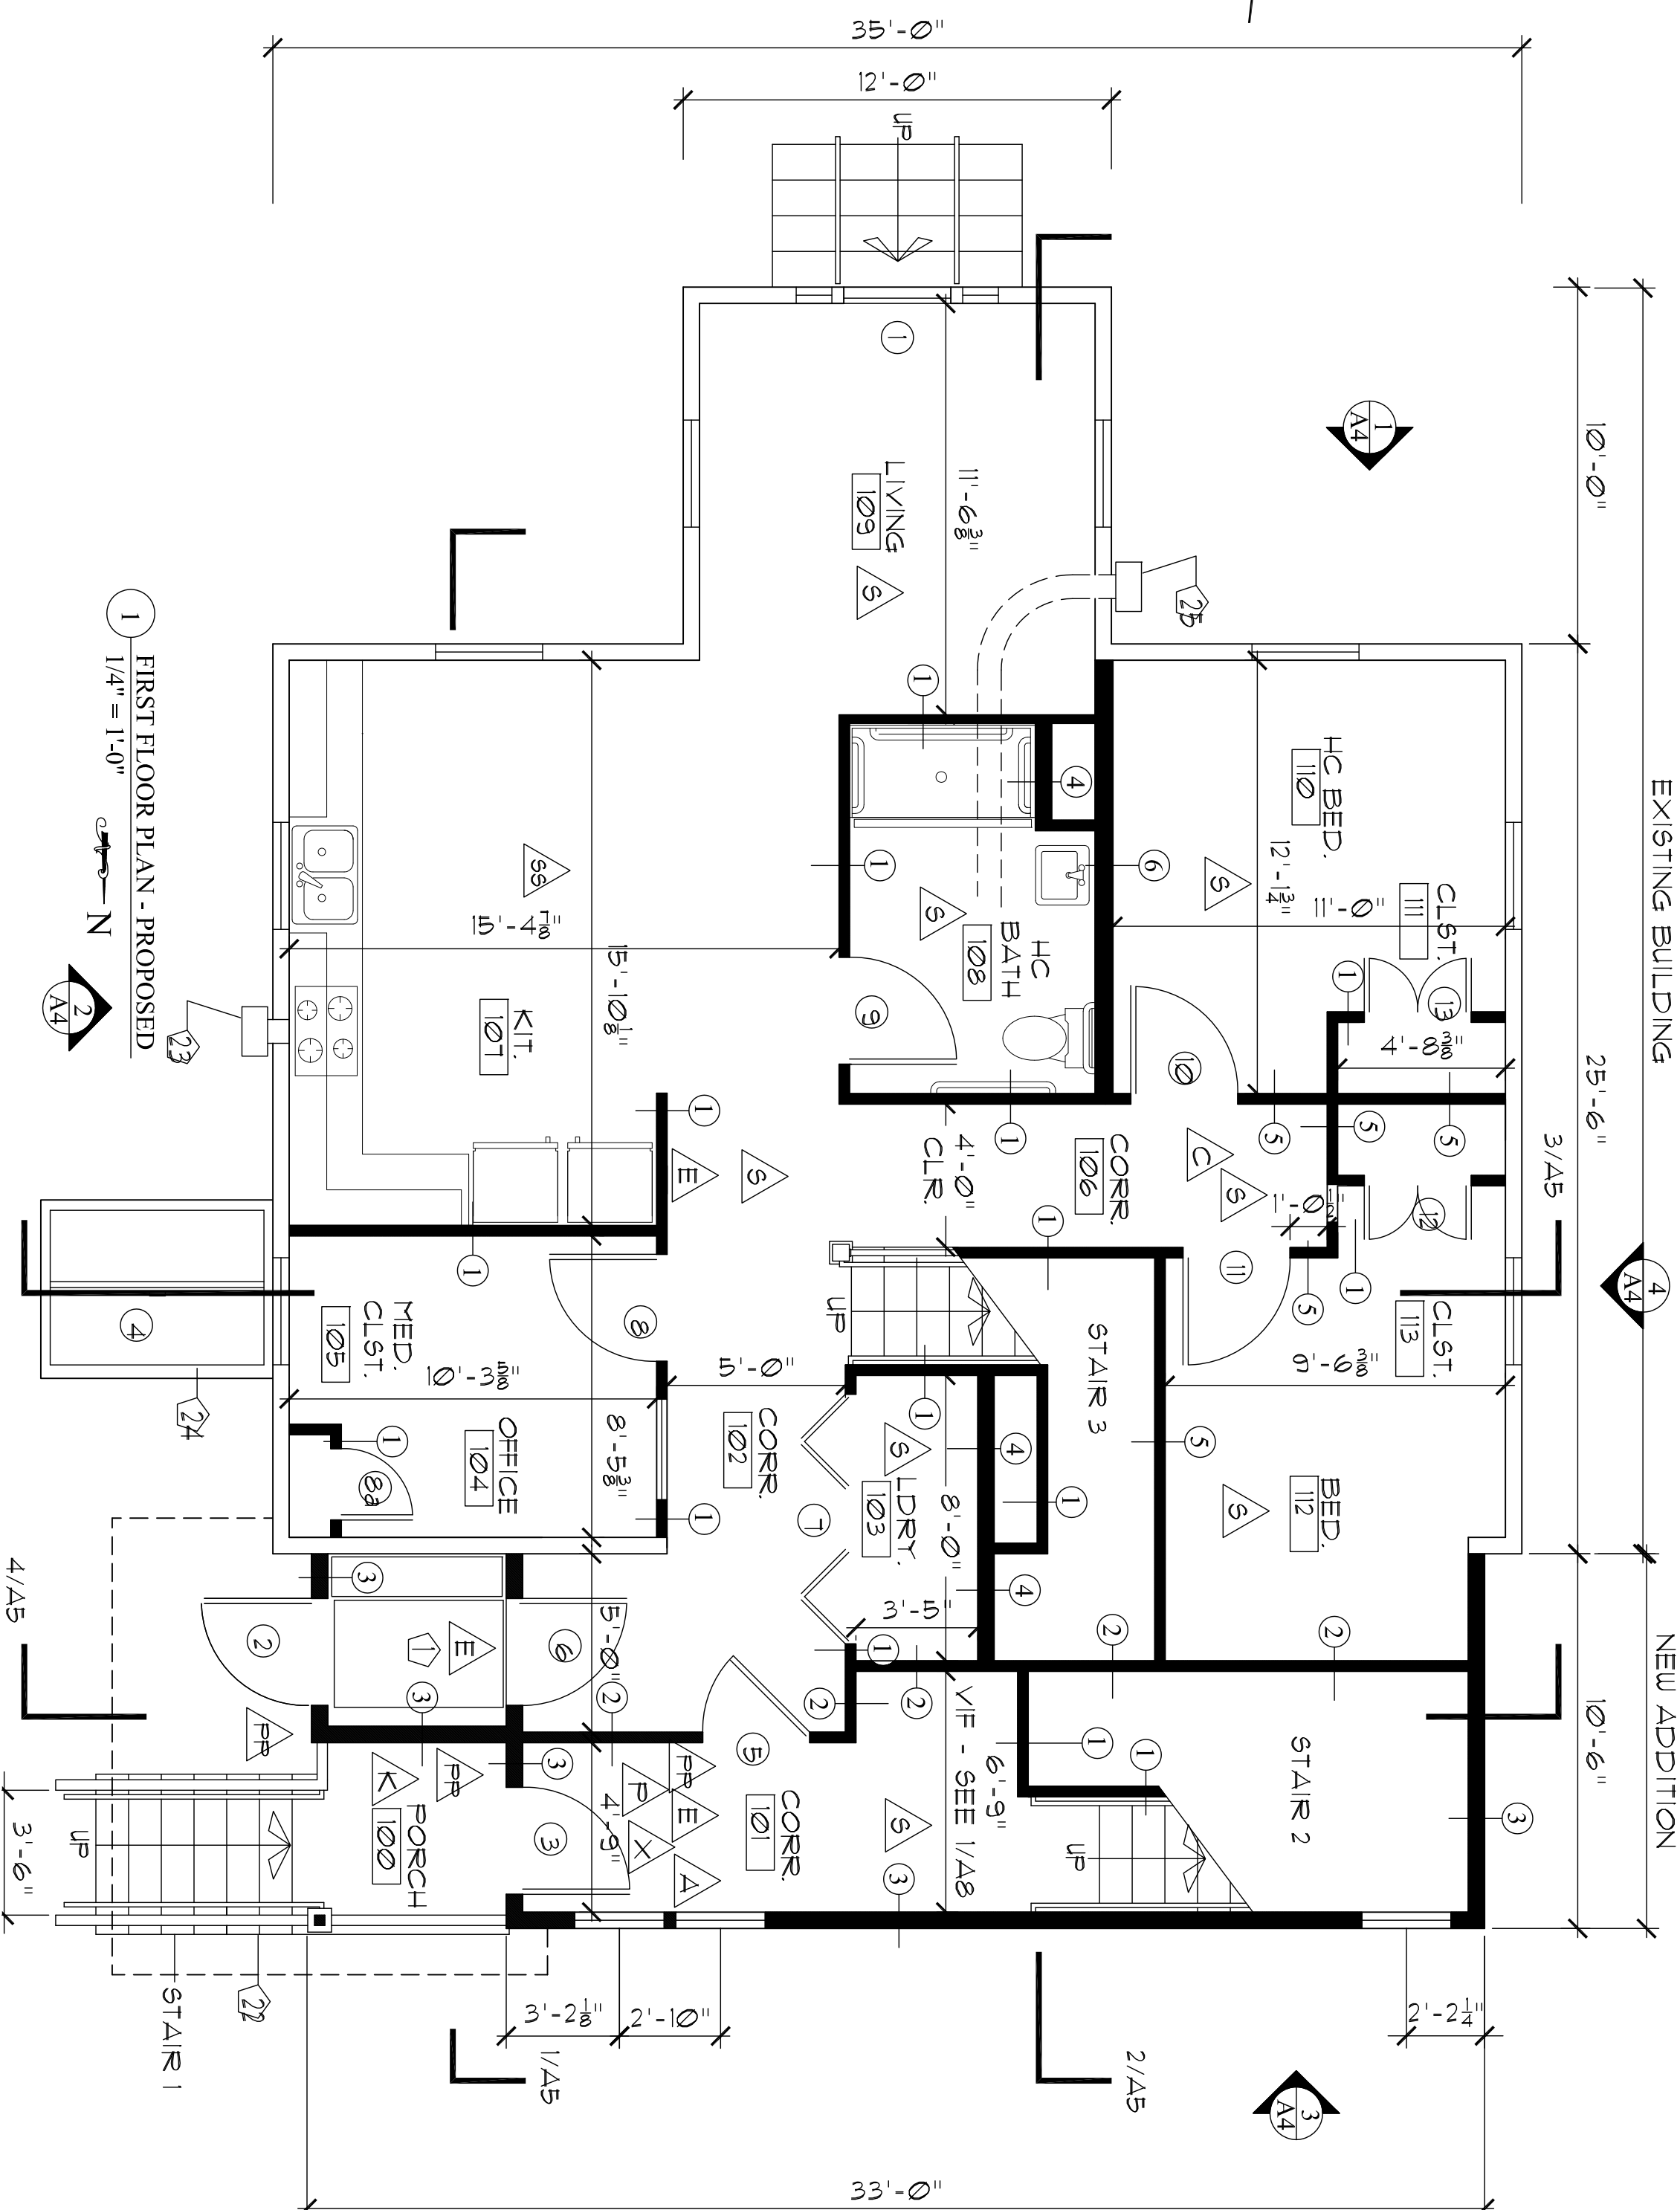 EXISTING BUILDING
NEW ADDITION
10'-0"
25'-6"
10'-6"
3/A5
4
A4
1
A4
HC BED.
110
12'-1 3/4"
11'-0"
S
CLST.
111
13
1
4'-8 3/8"
5
5
5
12
1
1'-0 1/2"
5
CLST.
113
9'-6 3/8"
BED.
112
S
5
2
3
STAIR 2
UP
1
1
2
10
11
C
S
CORR.
106
4'-0"
CLR.
1
1
STAIR 3
UP
1
4
1
4
25
6
4
1
1
HC
BATH
108
S
9
35'-0"
12'-0"
UP
1
11'-6 3/8"
LIVING
109
S
LDRY.
103
S
8'-0"
3'-5"
7
1
2
2
VIF - SEE 1/A8
6'-9"
S
3
5'-0"
CORR.
102
5
CORR.
101
PP
E
P
X
A
S
E
1
1
SS
15'-4 7/8"
15'-10 1/8"
KIT.
107
1
8
8'-5 3/8"
OFFICE
104
10'-3 5/8"
MED.
CLST.
105
1
8a
5'-0"
6
2
4'-9"
3
3
E
1
3
3
2
PP
PP
K
PORCH
100
UP
3'-6"
22
STAIR 1
23
24
4
4/A5
2
A4
3'-2 1/8"
2'-10"
2'-2 1/4"
1/A5
2/A5
3
A4
33'-0"
1
FIRST FLOOR PLAN - PROPOSED
1/4" = 1'-0"
N